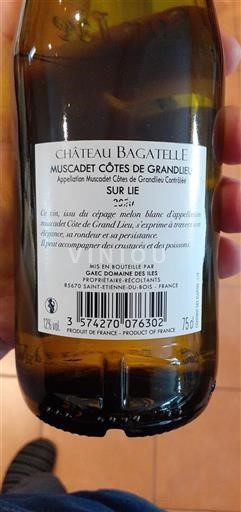 CHÂTEAU BAGATELLE
MUSCADET CÔTES DE GRANDLIEU
Appellation Muscadet Côtes de Grandlieu Contrôlée
SUR LIE
2020
Ce vin, issu du cépage melon blanc d'appellation
muscadet Côte de Grand Lieu, s'exprime à travers son
élégance, sa rondeur et sa persistance.
Il peut accompagner des crustacés et des poissons.
VINTOU
MIS EN BOUTEILLE PAR
GAEC DOMAINE DES ILES
PROPRIÉTAIRE-RÉCOLTANTS
85670 SAINT-ETIENNE-DU-BOIS - FRANCE
12% vol.
75 cl
3 574270 076302
PRODUIT DE FRANCE - PRODUCT OF FRANCE